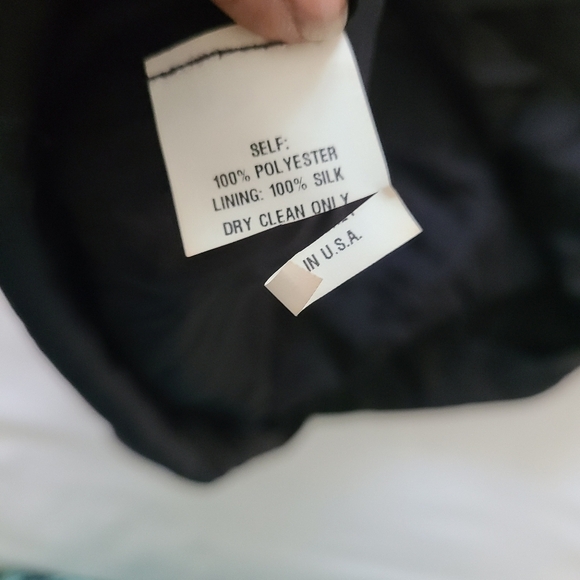 SELF:
100% POLYESTER
LINING: 100% SILK
DRY CLEAN ONLY
IN U.S.A.